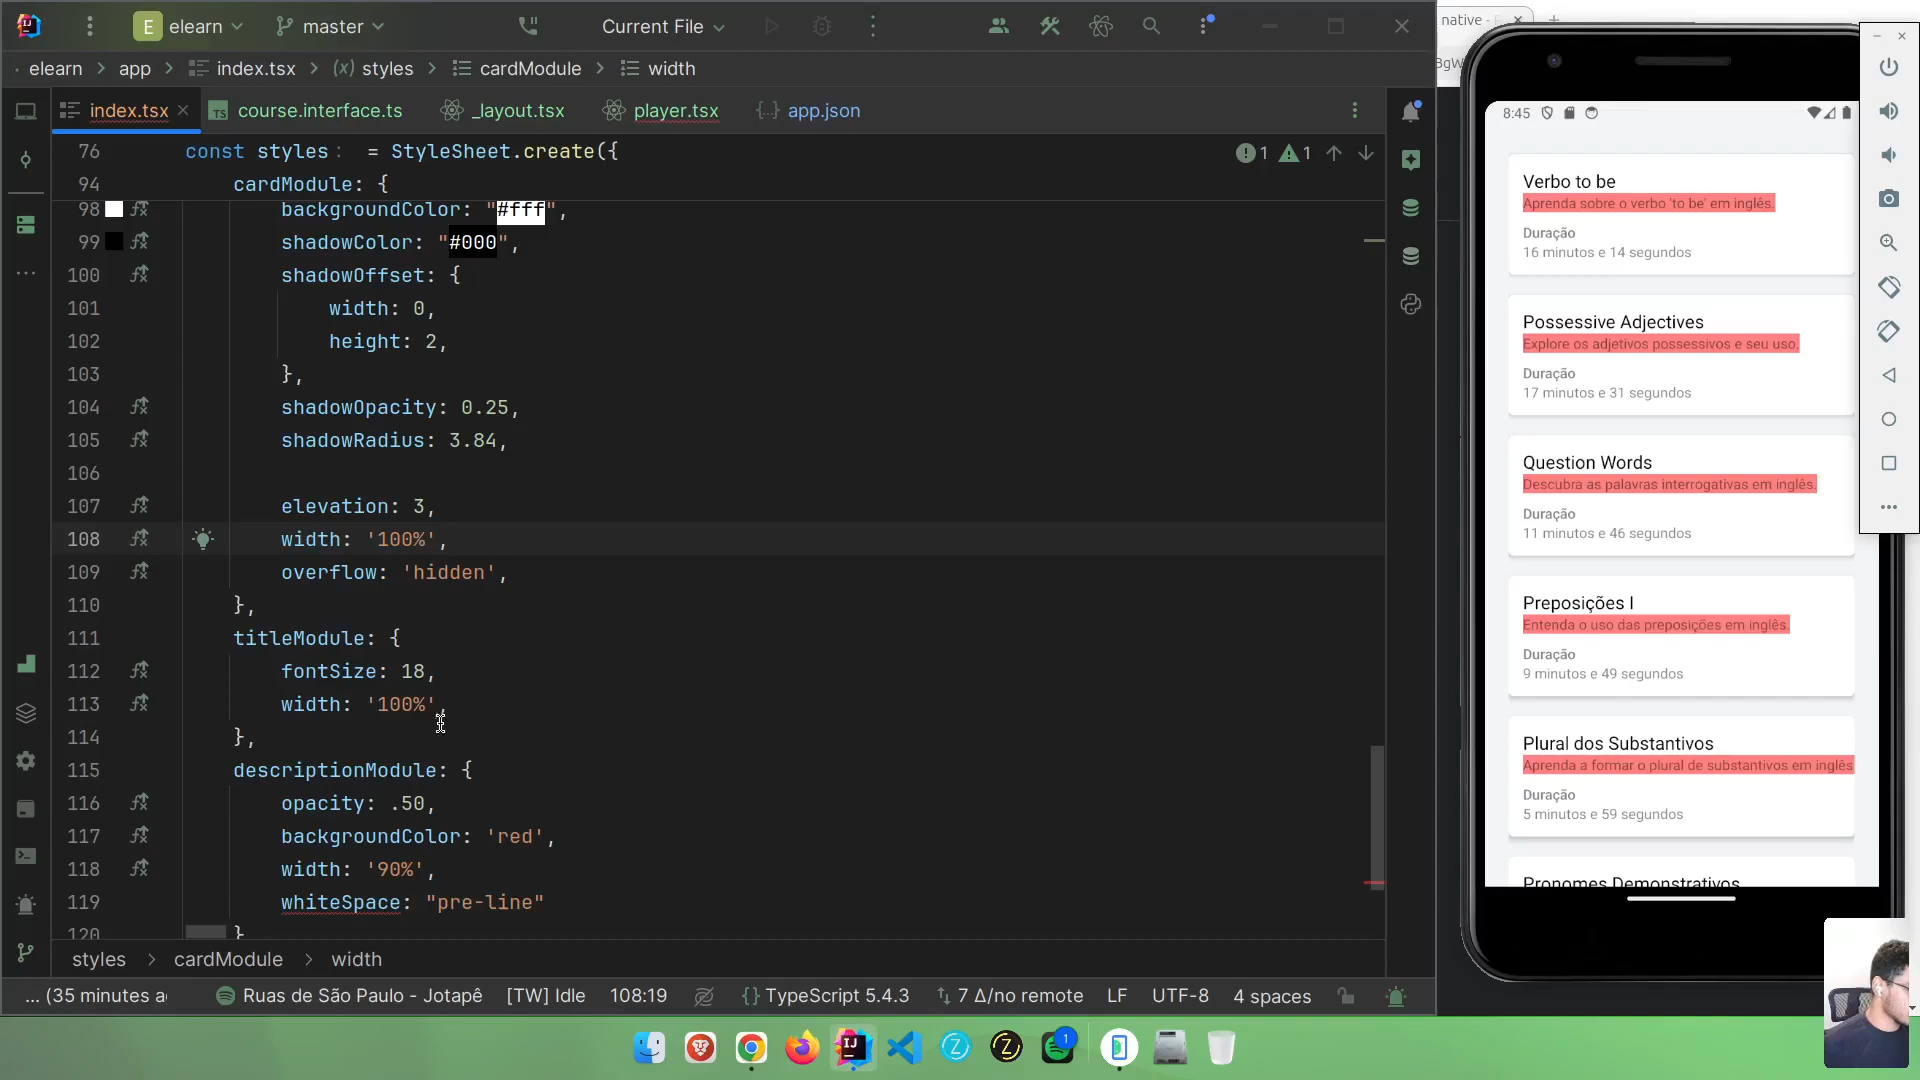 E elearn master Current File
elearn > app > index.tsx > (x) styles > cardModule > width
index.tsx course.interface.ts _layout.tsx player.tsx {..} app.json
76 const styles : = StyleSheet.create({
1 1
94 cardModule: {
98 backgroundColor: "#fff",
99 shadowColor: "#000",
100 shadowOffset: {
101 width: 0,
102 height: 2,
103 },
104 shadowOpacity: 0.25,
105 shadowRadius: 3.84,
106
107 elevation: 3,
108 width: '100%',
109 overflow: 'hidden',
110 },
111 titleModule: {
112 fontSize: 18,
113 width: '100%',
114 },
115 descriptionModule: {
116 opacity: .50,
117 backgroundColor: 'red',
118 width: '90%',
119 whiteSpace: "pre-line"
120 }
styles > cardModule > width
... (35 minutes a Ruas de São Paulo - Jotapê [TW] Idle 108:19 {} TypeScript 5.4.3 7 Δ/no remote LF UTF-8 4 spaces
native -
BgW
8:45
Verbo to be
Aprenda sobre o verbo 'to be' em inglês.
Duração
16 minutos e 14 segundos
Possessive Adjectives
Explore os adjetivos possessivos e seu uso.
Duração
17 minutos e 31 segundos
Question Words
Descubra as palavras interrogativas em inglês.
Duração
11 minutos e 46 segundos
Preposições I
Entenda o uso das preposições em inglês.
Duração
9 minutos e 49 segundos
Plural dos Substantivos
Aprenda a formar o plural de substantivos em inglês
Duração
5 minutos e 59 segundos
Pronomes Demonstrativos
IJ Z Z 1